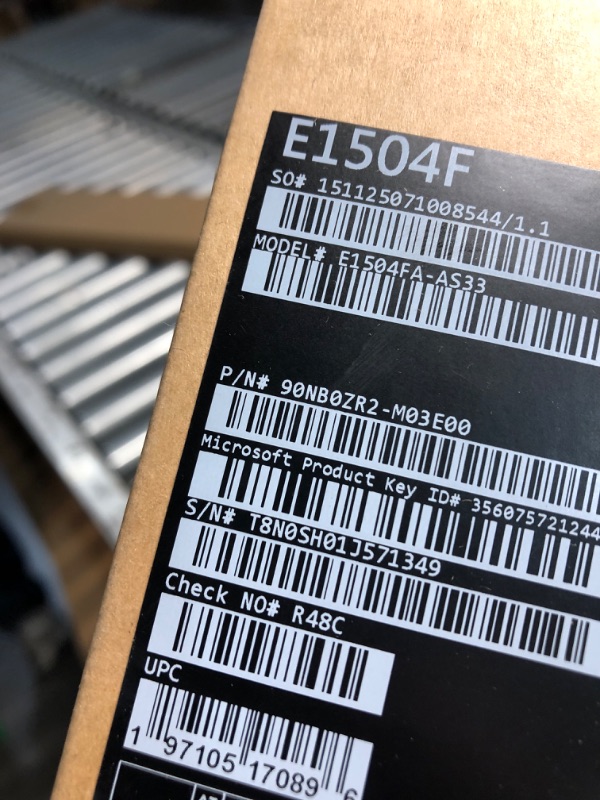 E1504F
SO# 151125071008544/1.1
MODEL# E1504FA-AS33
P/N# 90NB0ZR2-M03E00
Microsoft Product Key ID# 356075721244
S/N# T8N0SH01J571349
Check NO# R48C
UPC
1 97105 17089 6